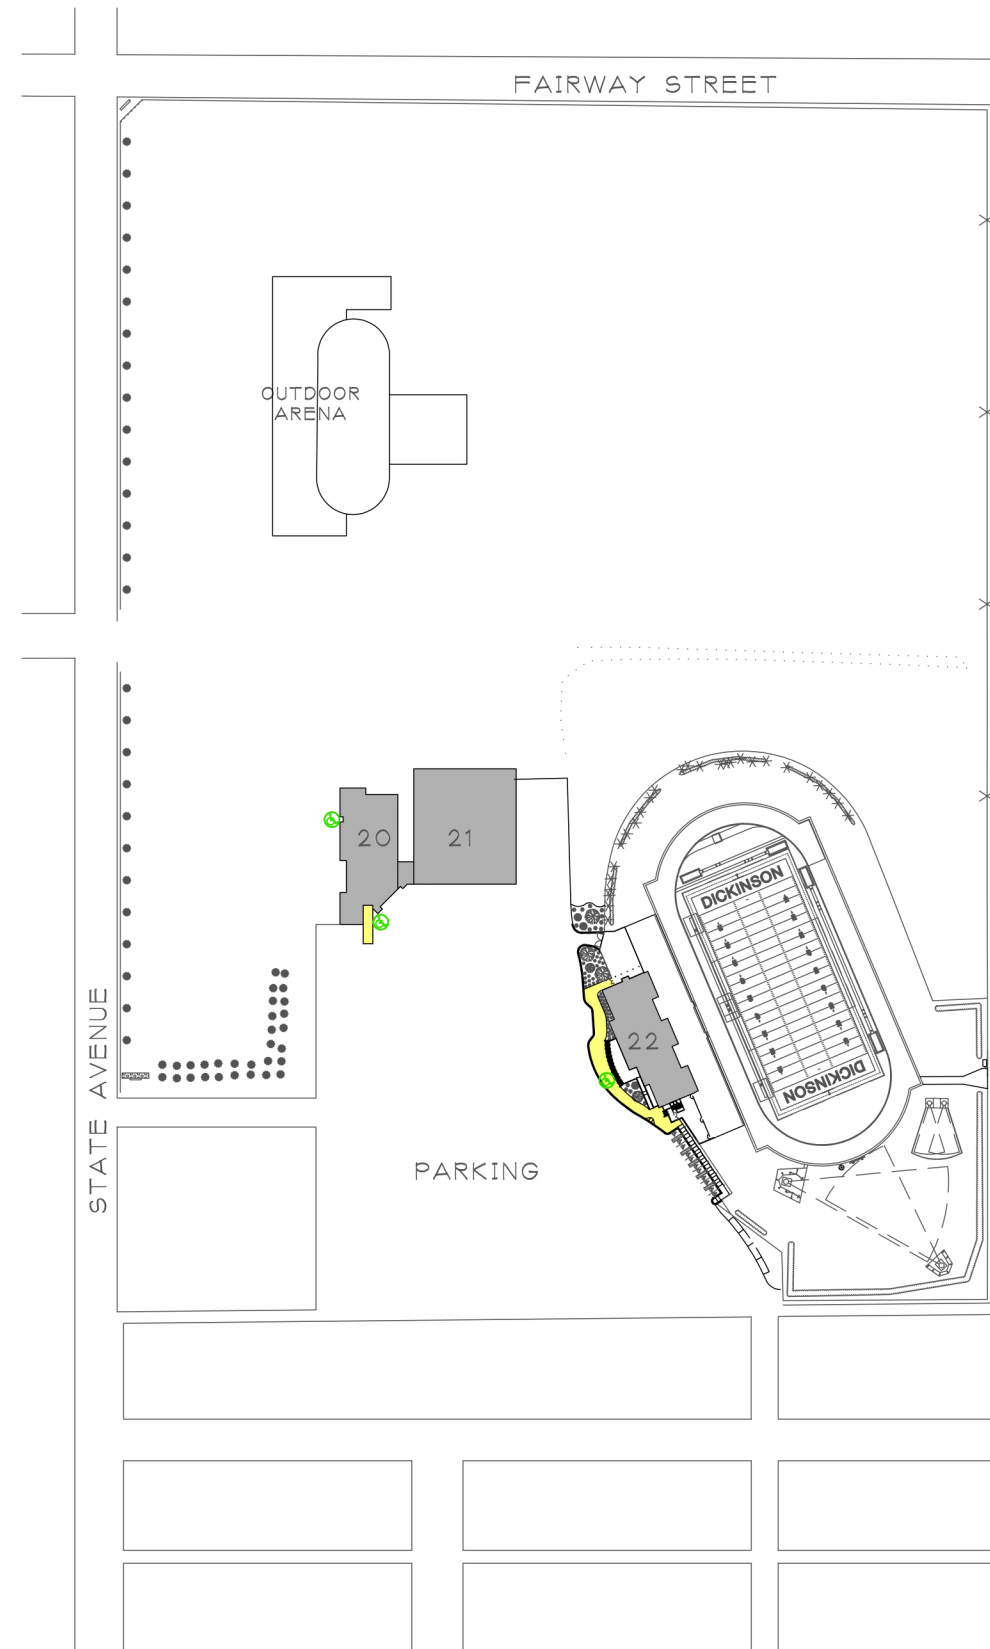 FAIRWAY STREET
OUTDOOR
ARENA
20
21
DICKINSON
22
DICKINSON
STATE AVENUE
PARKING